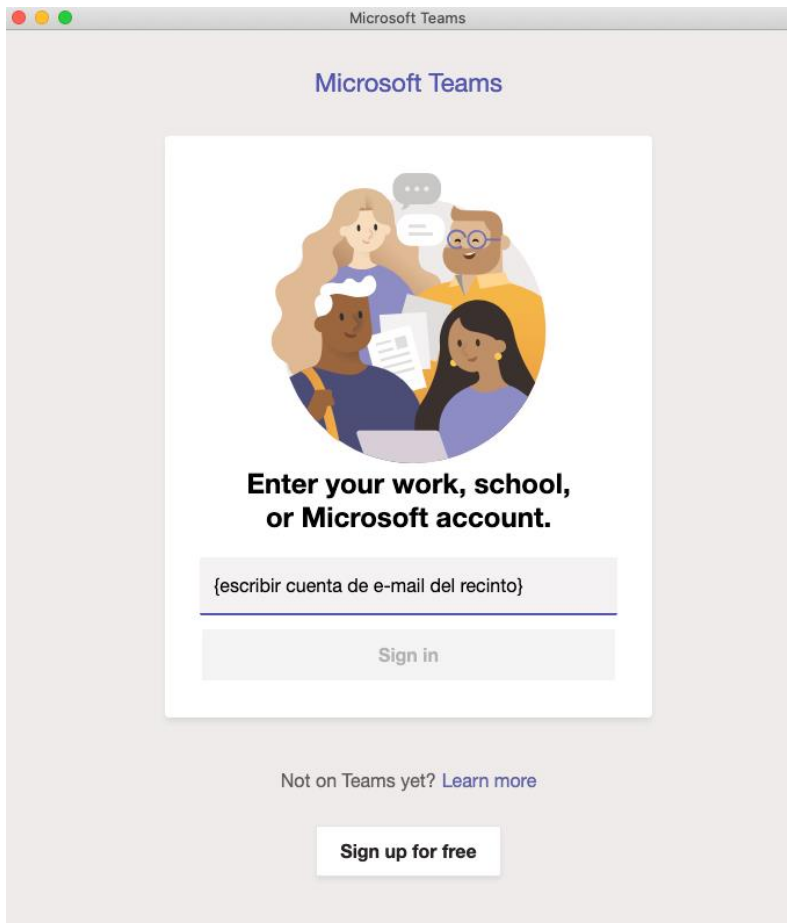 Microsoft Teams
Microsoft Teams
Enter your work, school,
or Microsoft account.
{escribir cuenta de e-mail del recinto}
Sign in
Not on Teams yet? Learn more
Sign up for free